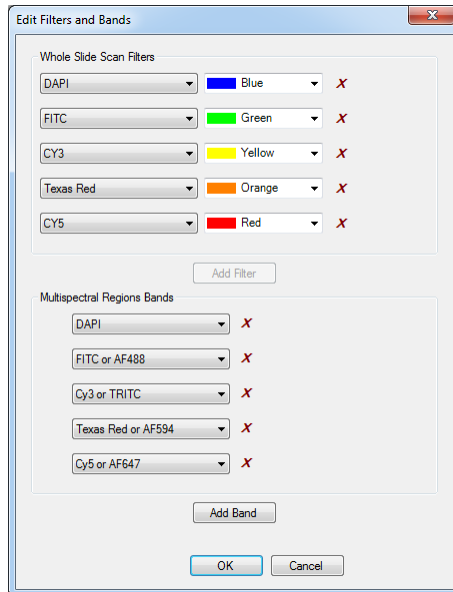 Edit Filters and Bands
Whole Slide Scan Filters
DAPI Blue X
FITC Green X
CY3 Yellow X
Texas Red Orange X
CY5 Red X
Add Filter
Multispectral Regions Bands
DAPI X
FITC or AF488 X
Cy3 or TRITC X
Texas Red or AF594 X
Cy5 or AF647 X
Add Band
OK Cancel